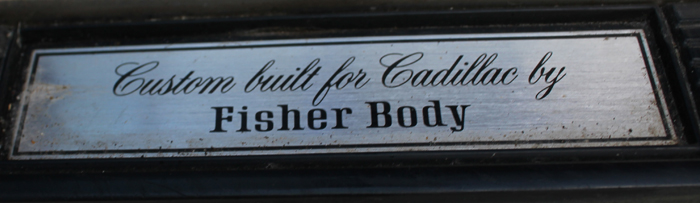 Custom built for Cadillac by
Fisher Body